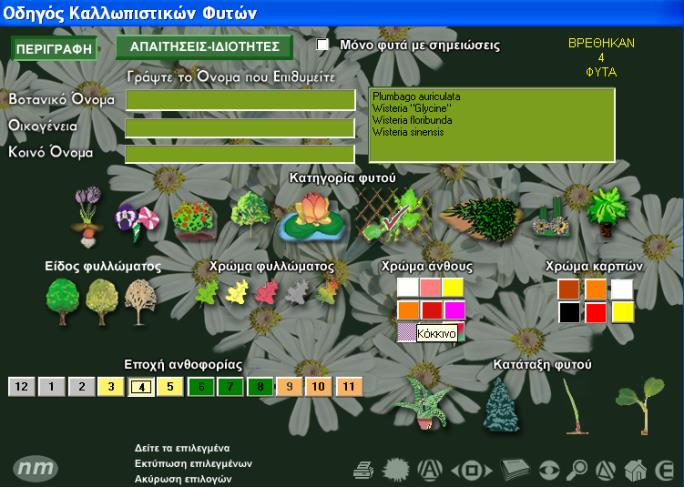 Οδηγός Καλλωπιστικών Φυτών
ΠΕΡΙΓΡΑΦΗ
ΑΠΑΙΤΗΣΕΙΣ-ΙΔΙΟΤΗΤΕΣ
Μόνο φυτά με σημειώσεις
ΒΡΕΘΗΚΑΝ
4
ΦΥΤΑ
Γράψτε το Όνομα που Επιθυμείτε
Βοτανικό Όνομα
Οικογένεια
Κοινό Όνομα
Plumbago auriculata
Wisteria "Glycine"
Wisteria floribunda
Wisteria sinensis
Κατηγορία φυτού
Είδος φυλλώματος
Χρώμα φυλλώματος
Χρώμα άνθους
Χρώμα καρπών
Κόκκινο
Εποχή ανθοφορίας
Κατάταξη φυτού
12 1 2 3 4 5 6 7 8 9 10 11
Δείτε τα επιλεγμένα
Εκτύπωση επιλεγμένων
Ακύρωση επιλογών
nm